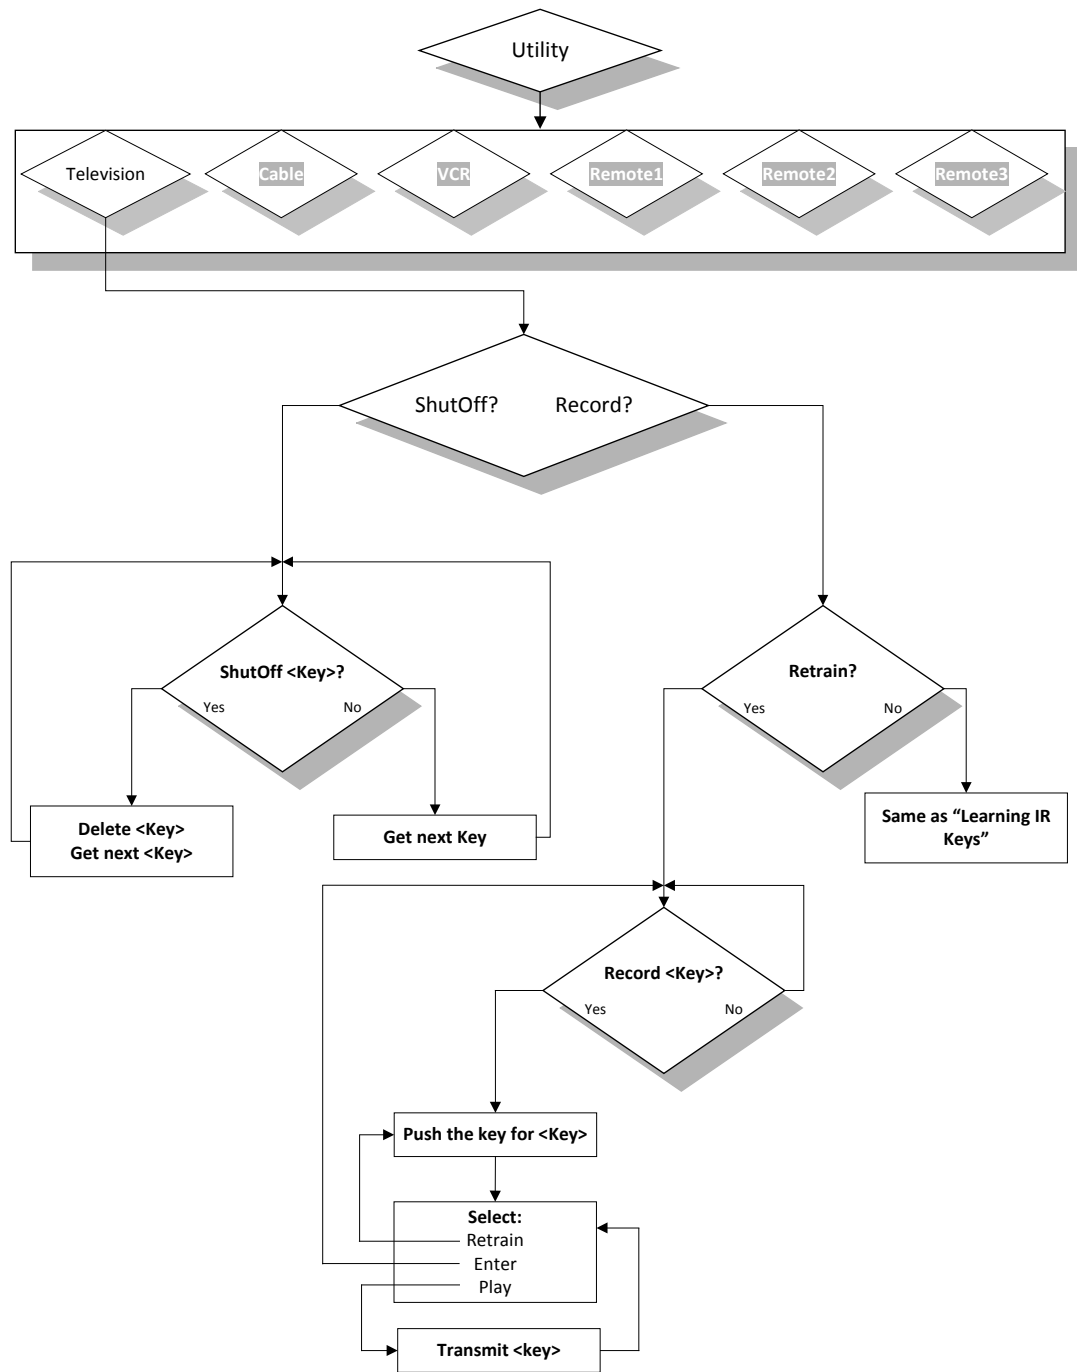 Utility
Television
Cable
VCR
Remote1
Remote2
Remote3
ShutOff? Record?
ShutOff <Key>?
Yes No
Retrain?
Yes No
Delete <Key>
Get next <Key>
Get next Key
Same as “Learning IR
Keys”
Record <Key>?
Yes No
Push the key for <Key>
Select:
Retrain
Enter
Play
Transmit <key>